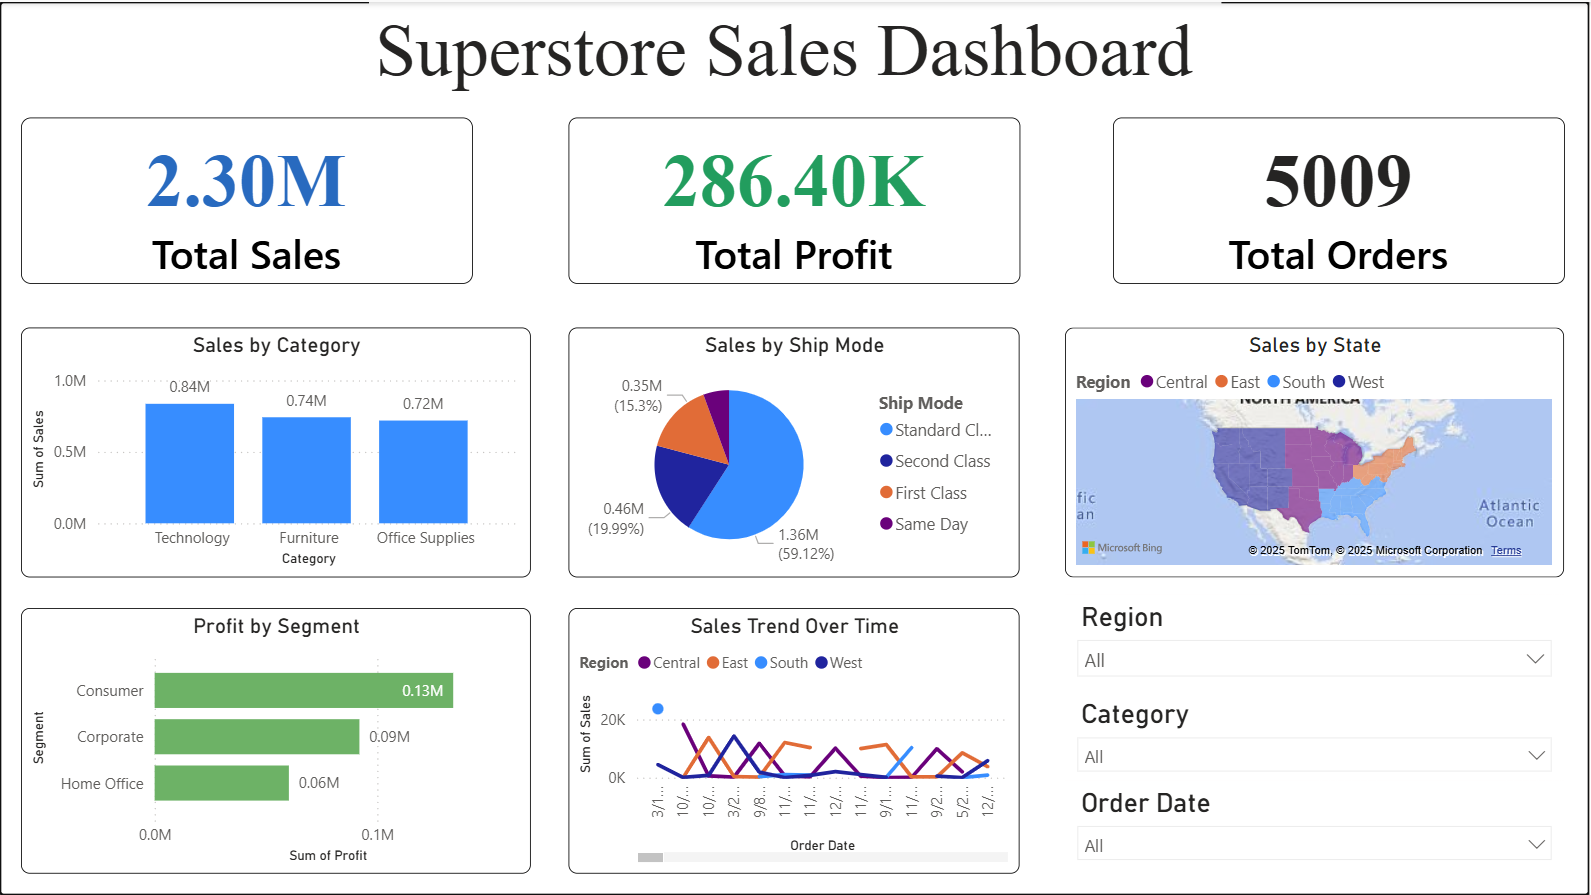 Superstore Sales Dashboard
2.30M
Total Sales
286.40K
Total Profit
5009
Total Orders
Sales by Category
1.0M
0.5M
0.0M
Sum of Sales
0.84M
0.74M
0.72M
Technology
Furniture
Office Supplies
Category
Sales by Ship Mode
0.35M
(15.3%)
0.46M
(19.99%)
1.36M
(59.12%)
Ship Mode
Standard Cl...
Second Class
First Class
Same Day
Sales by State
Region Central East South West
NORTH AMERICA
fic
an
Atlantic
Ocean
Microsoft Bing
© 2025 TomTom, © 2025 Microsoft Corporation Terms
Profit by Segment
Segment
Consumer
0.13M
Corporate
0.09M
Home Office
0.06M
0.0M
0.1M
Sum of Profit
Sales Trend Over Time
Region Central East South West
Sum of Sales
20K
0K
3/1...
10/...
10/...
3/2...
9/8...
11/...
11/...
12/...
11/...
9/1...
11/...
9/2...
5/2...
12/...
Order Date
Region
All
Category
All
Order Date
All